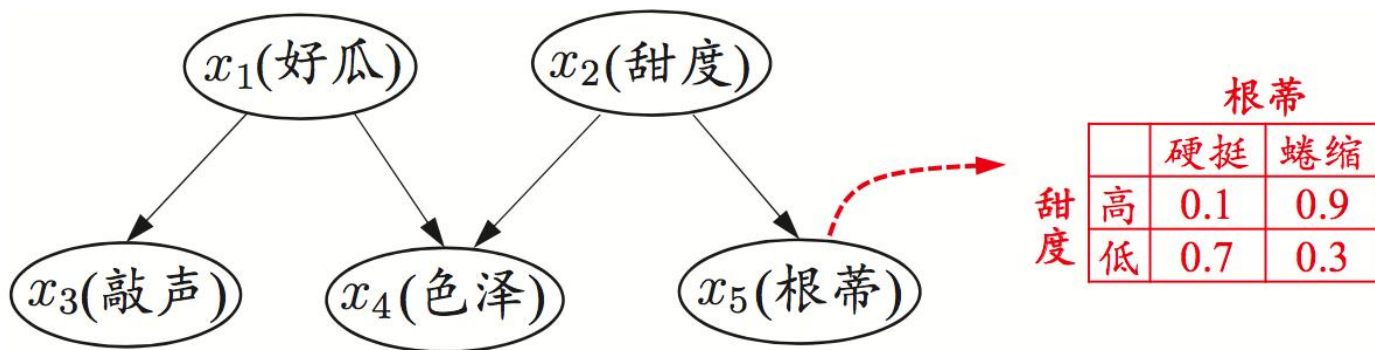 x₁(好瓜) x₂(甜度)
x₃(敲声) x₄(色泽) x₅(根蒂)
根蒂
硬挺 蜷缩
甜度
高 0.1 0.9
低 0.7 0.3